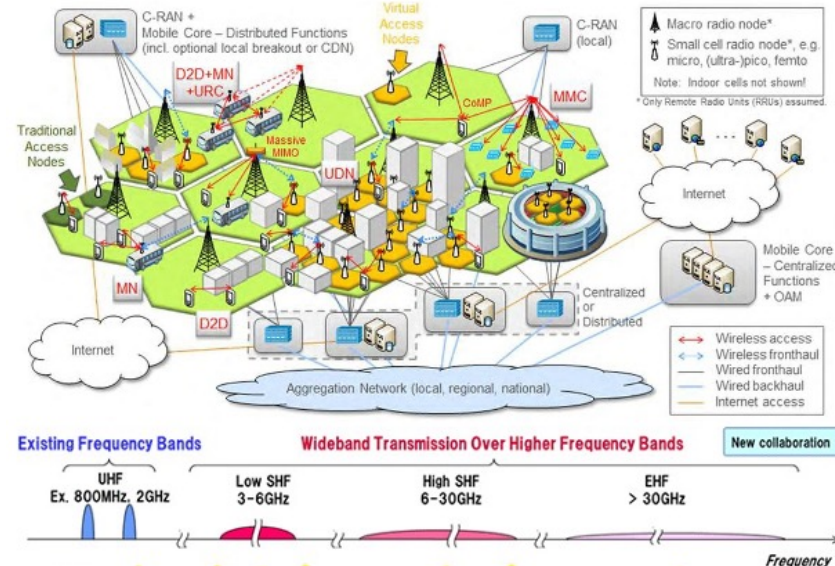 C-RAN +
Mobile Core – Distributed Functions
(incl. optional local breakout or CDN)
Virtual
Access
Nodes
C-RAN
(local)
Macro radio node*
Small cell radio node*, e.g.
micro, (ultra-)pico, femto
Note: Indoor cells not shown!
* Only Remote Radio Units (RRUs) assumed.
D2D+MN
+URC
CoMP
MMC
Traditional
Access
Nodes
Massive
MIMO
UDN
Internet
MN
D2D
Centralized
or
Distributed
Mobile Core
– Centralized
Functions
+ OAM
Internet
Aggregation Network (local, regional, national)
Wireless access
Wireless fronthaul
Wired fronthaul
Wired backhaul
Internet access
Existing Frequency Bands
Wideband Transmission Over Higher Frequency Bands
New collaboration
UHF
Ex. 800MHz, 2GHz
Low SHF
3-6GHz
High SHF
6-30GHz
EHF
> 30GHz
Frequency